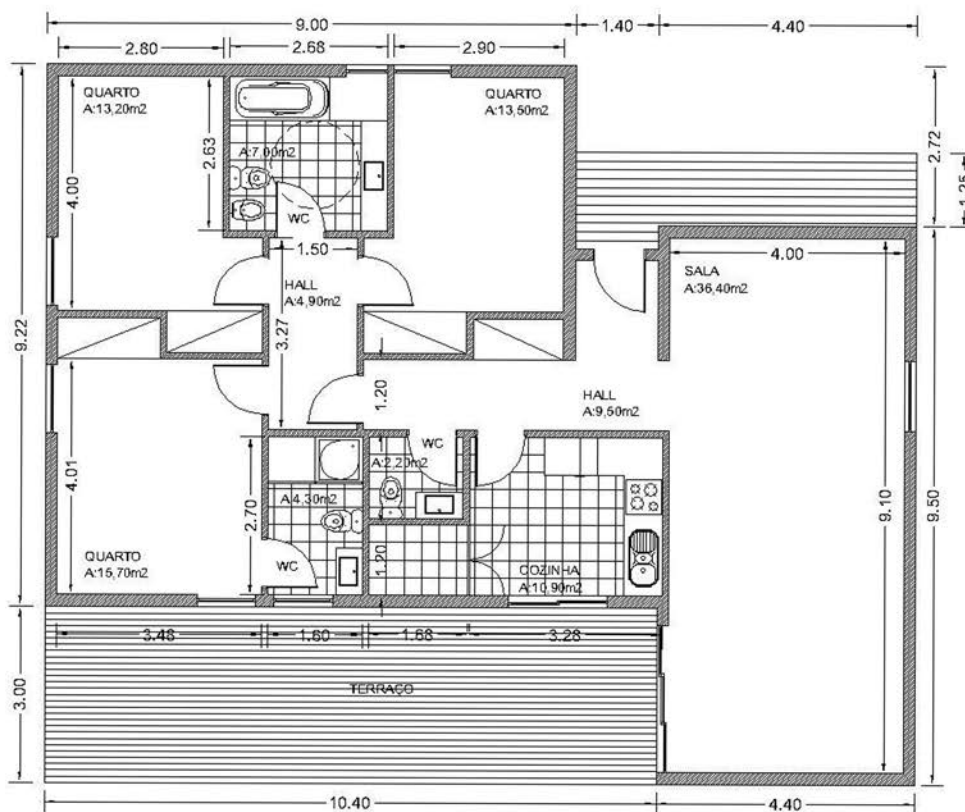 9.00
1.40
4.40
2.80
2.68
2.90
QUARTO
A:13,20m2
QUARTO
A:13,50m2
2.63
A:7,00m2
4.00
WC
1.50
2.72
1.25
HALL
A:4,90m2
3.27
SALA
A:36,40m2
4.00
9.22
1.20
HALL
A:9,50m2
4.01
2.70
WC
A:2,20m2
A:4,30m2
9.10
9.50
QUARTO
A:15,70m2
WC
1.20
COZINHA
A:10,90m2
3.48
1.60
1.68
3.28
3.00
TERRAÇO
10.40
4.40